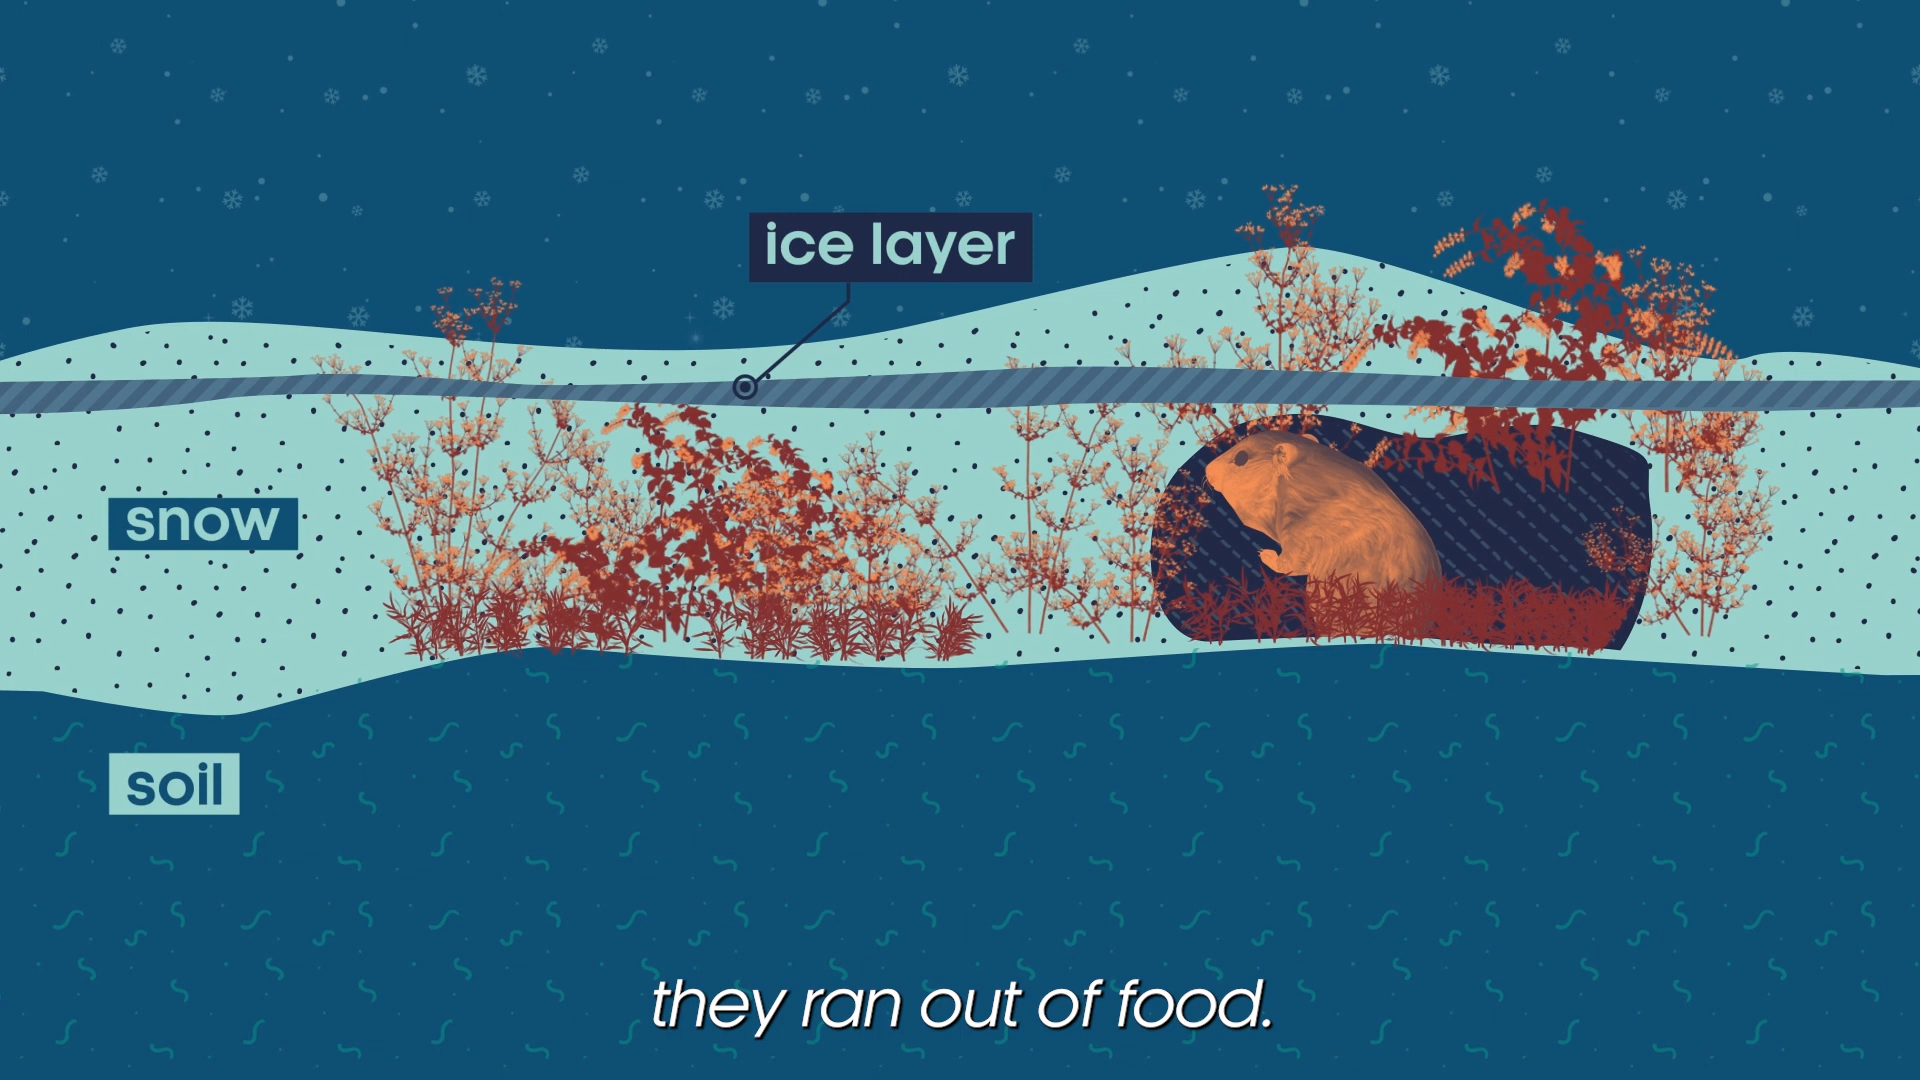 ice layer
snow
soil
they ran out of food.